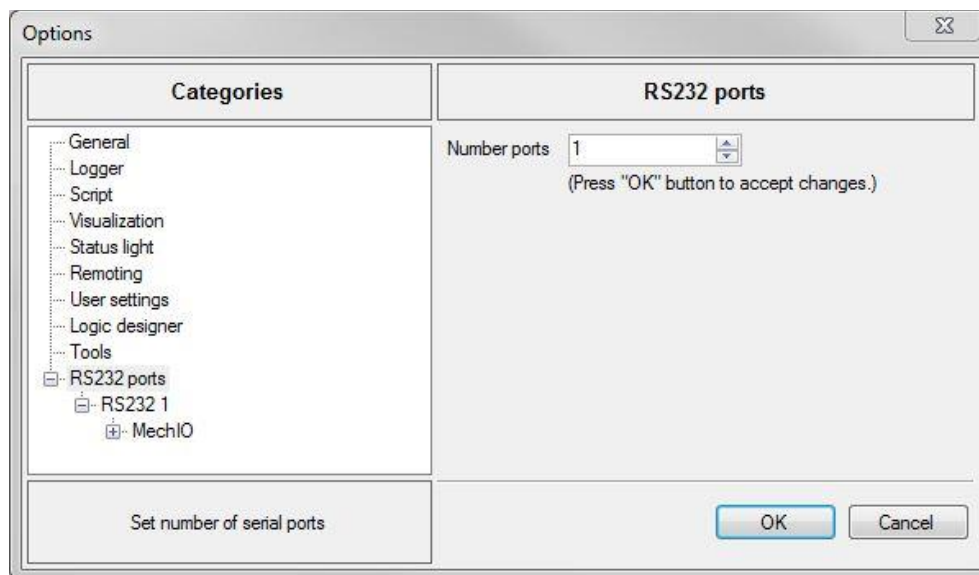 Options
Categories
General
Logger
Script
Visualization
Status light
Remoting
User settings
Logic designer
Tools
RS232 ports
RS232 1
MechIO
Set number of serial ports
RS232 ports
Number ports 1
(Press "OK" button to accept changes.)
OK Cancel